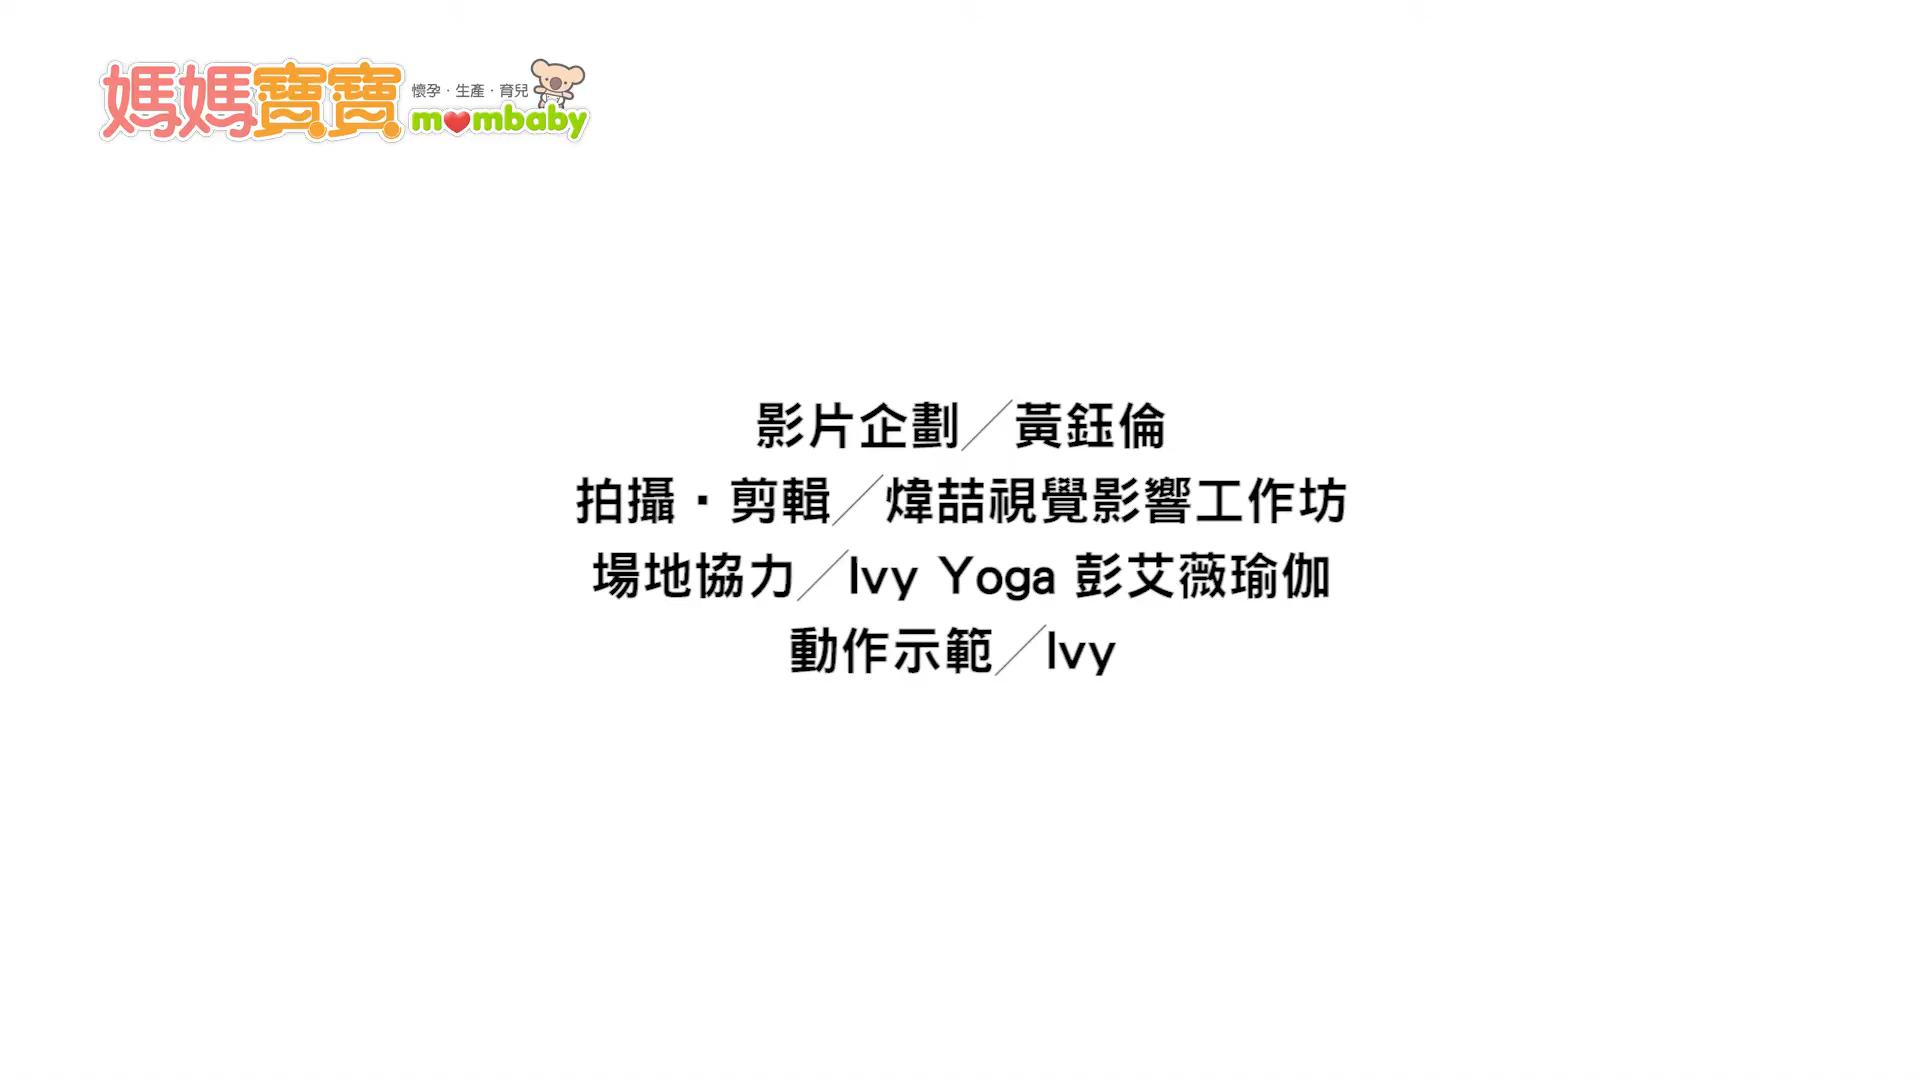 媽媽寶寶
懷孕·生產·育兒
mombaby
影片企劃╱黃鈺倫
拍攝·剪輯╱煒喆視覺影響工作坊
場地協力╱Ivy Yoga 彭艾薇瑜伽
動作示範╱Ivy